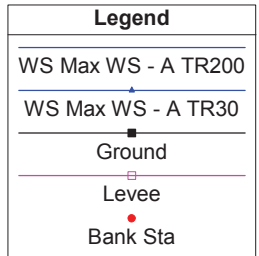 Legend
WS Max WS - A TR200
WS Max WS - A TR30
Ground
Levee
Bank Sta